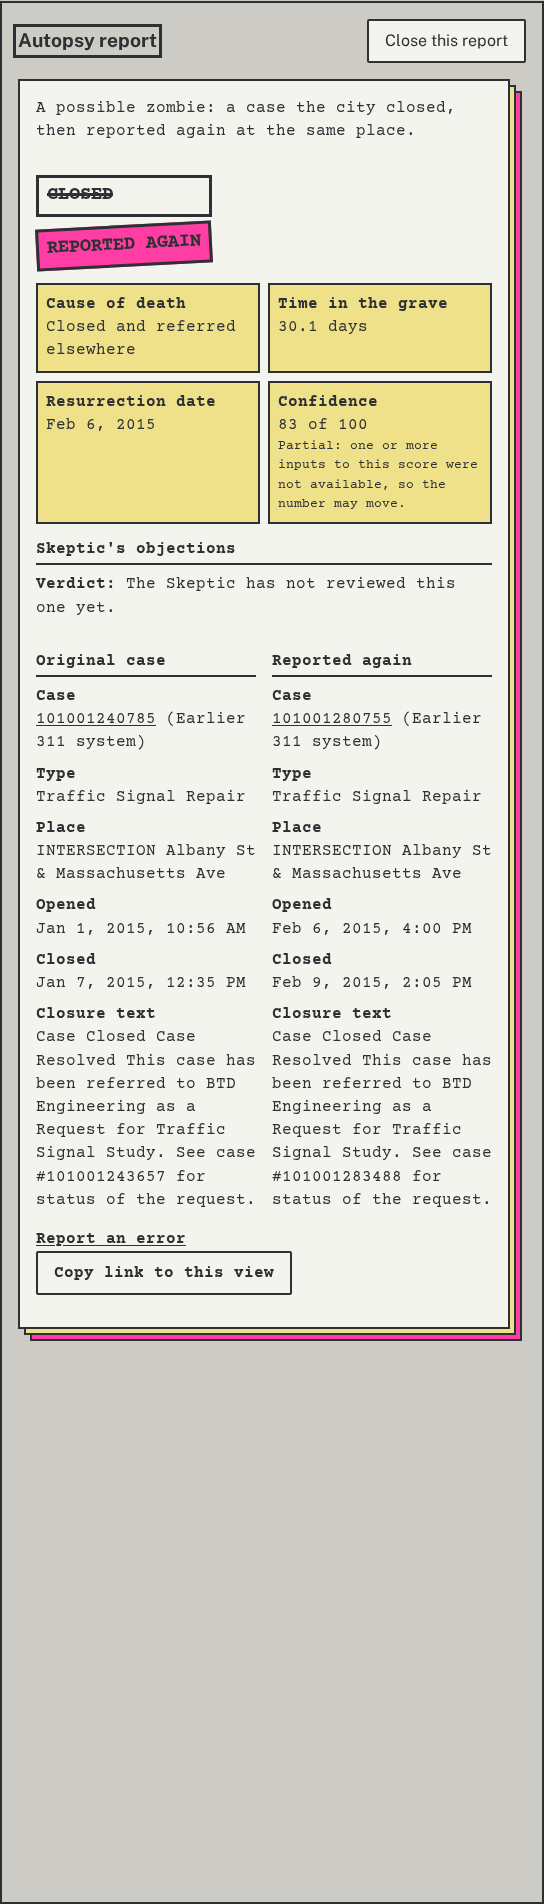 Autopsy report
Close this report
A possible zombie: a case the city closed,
then reported again at the same place.
CLOSED
REPORTED AGAIN
Cause of death
Closed and referred
elsewhere
Time in the grave
30.1 days
Resurrection date
Feb 6, 2015
Confidence
83 of 100
Partial: one or more
inputs to this score were
not available, so the
number may move.
Skeptic's objections
Verdict: The Skeptic has not reviewed this
one yet.
Original case
Case
101001240785 (Earlier
311 system)
Type
Traffic Signal Repair
Place
INTERSECTION Albany St
& Massachusetts Ave
Opened
Jan 1, 2015, 10:56 AM
Closed
Jan 7, 2015, 12:35 PM
Closure text
Case Closed Case
Resolved This case has
been referred to BTD
Engineering as a
Request for Traffic
Signal Study. See case
#101001243657 for
status of the request.
Reported again
Case
101001280755 (Earlier
311 system)
Type
Traffic Signal Repair
Place
INTERSECTION Albany St
& Massachusetts Ave
Opened
Feb 6, 2015, 4:00 PM
Closed
Feb 9, 2015, 2:05 PM
Closure text
Case Closed Case
Resolved This case has
been referred to BTD
Engineering as a
Request for Traffic
Signal Study. See case
#101001283488 for
status of the request.
Report an error
Copy link to this view